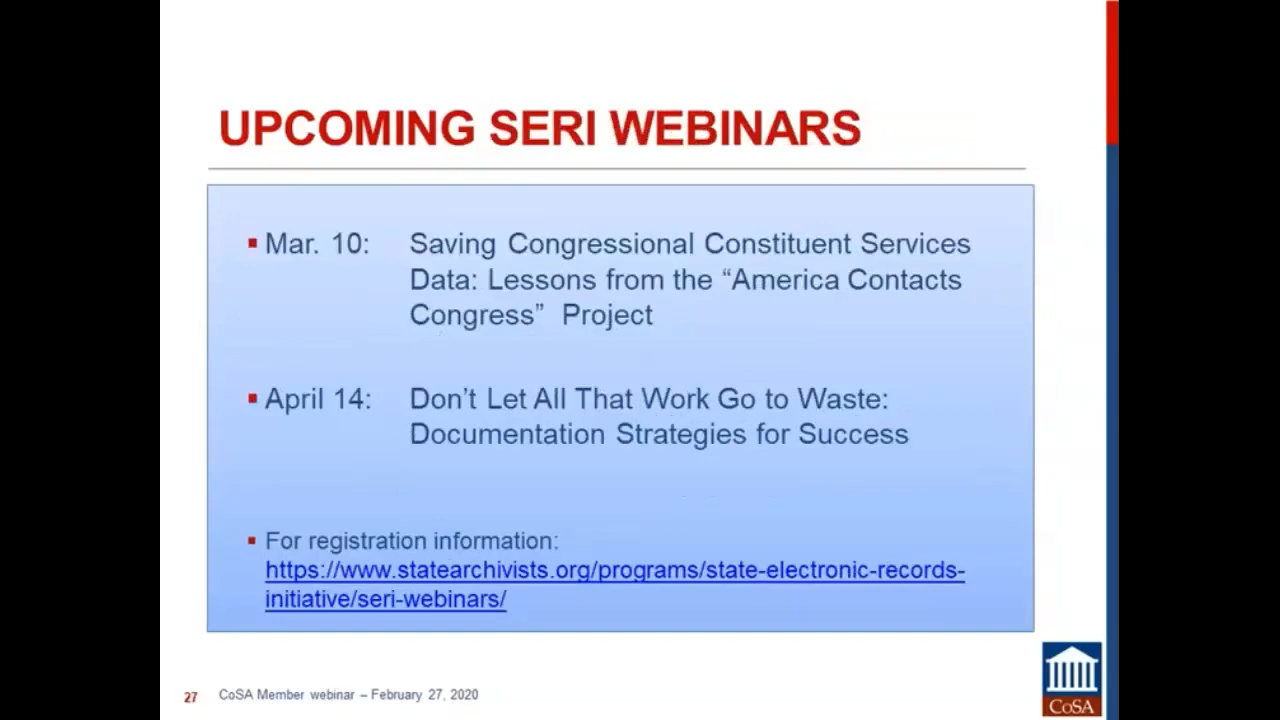 UPCOMING SERI WEBINARS
▪ Mar. 10: Saving Congressional Constituent Services
Data: Lessons from the “America Contacts
Congress” Project
▪ April 14: Don’t Let All That Work Go to Waste:
Documentation Strategies for Success
▪ For registration information:
https://www.statearchivists.org/programs/state-electronic-records-
initiative/seri-webinars/
27 CoSA Member webinar – February 27, 2020
CoSA